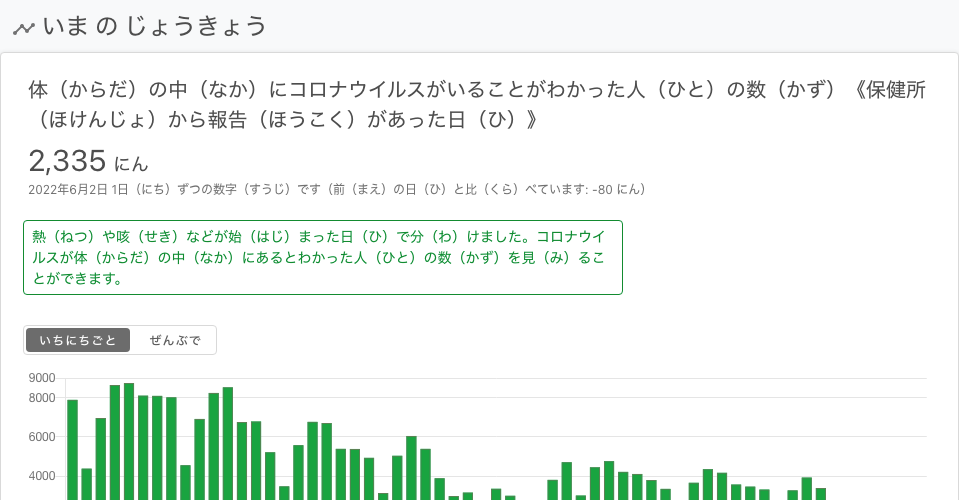 いま の じょうきょう
体（からだ）の中（なか）にコロナウイルスがいることがわかった人（ひと）の数（かず）《保健所
（ほけんじょ）から報告（ほうこく）があった日（ひ）》
2,335 にん
2022年6月2日 1日（にち）ずつの数字（すうじ）です（前（まえ）の日（ひ）と比（くら）べています: -80 にん）
熱（ねつ）や咳（せき）などが始（はじ）まった日（ひ）で分（わ）けました。コロナウイ
ルスが体（からだ）の中（なか）にあるとわかった人（ひと）の数（かず）を見（み）るこ
とができます。
いちにちごと ぜんぶで
9000
8000
6000
4000